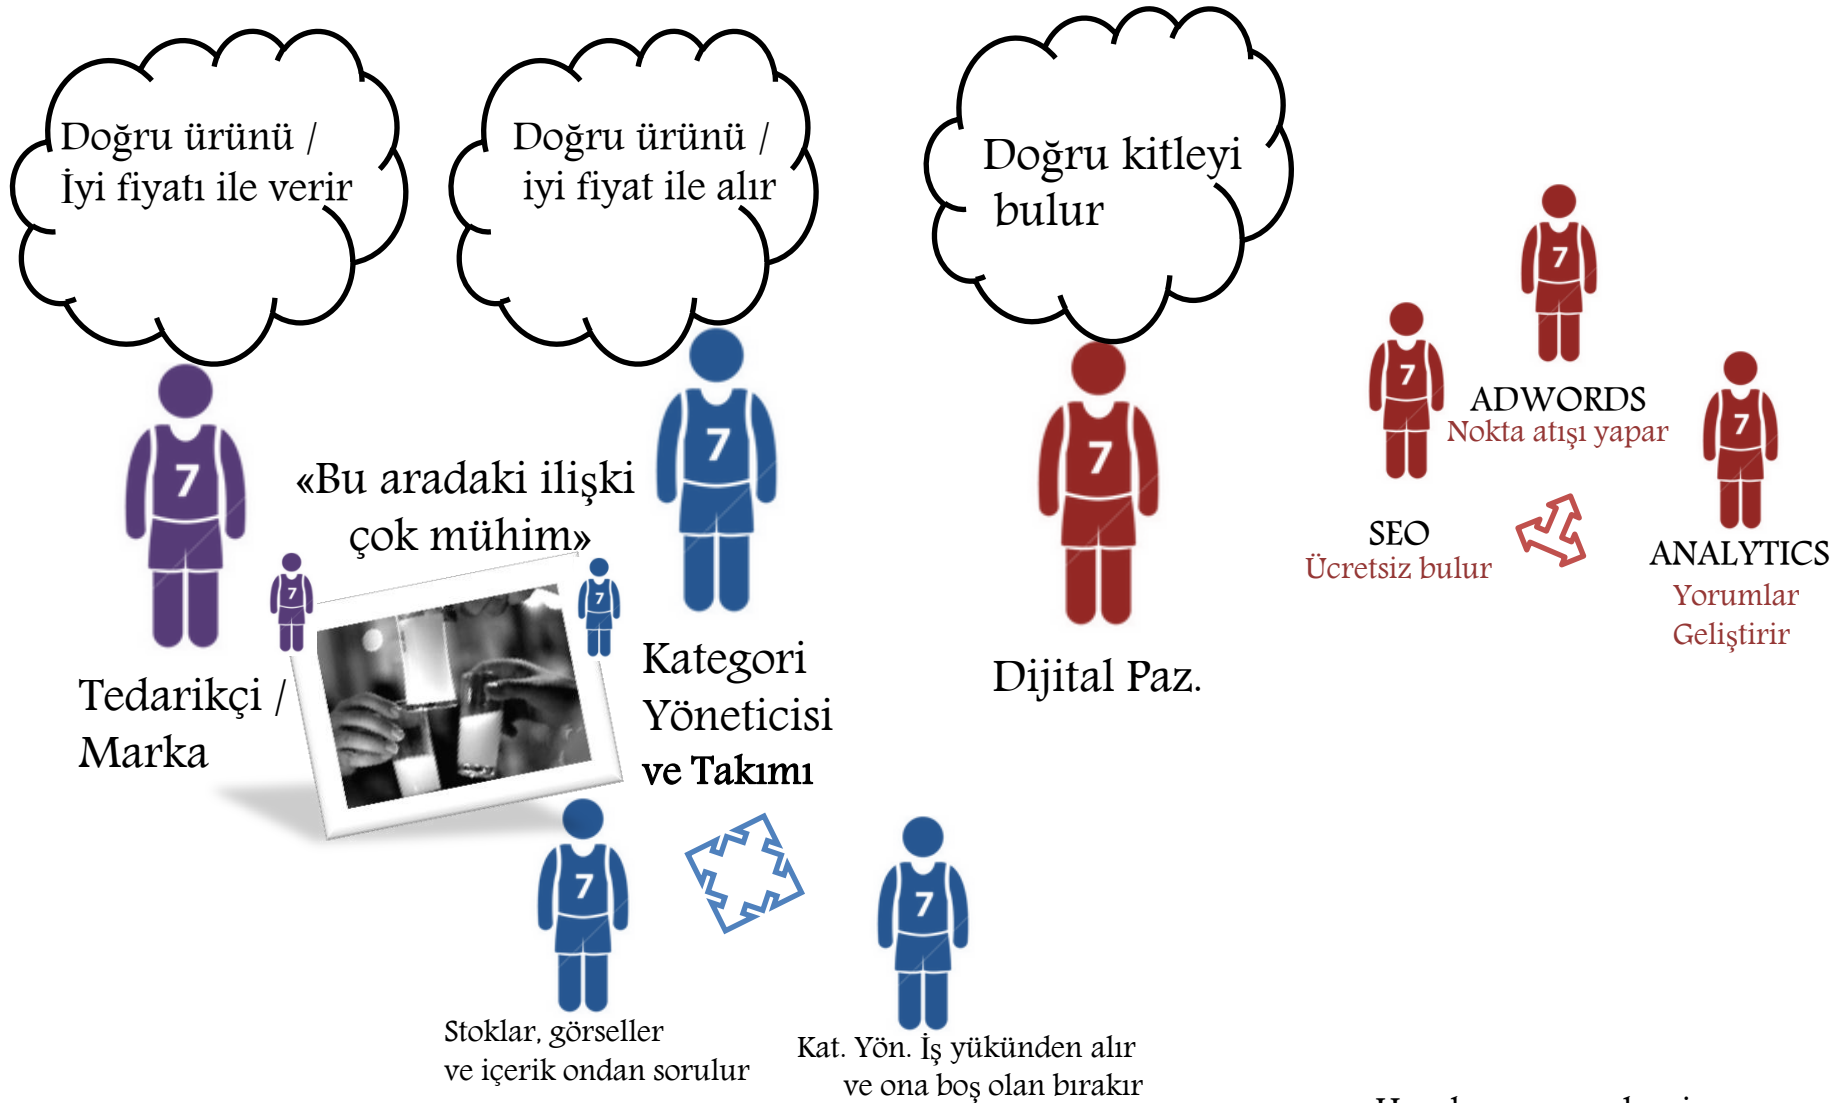 Doğru ürünü /
İyi fiyatı ile verir
Doğru ürünü /
iyi fiyat ile alır
Doğru kitleyi
bulur
7
7
7
7
7
7
«Bu aradaki ilişki
çok mühim»
7
7
Tedarikçi /
Marka
Kategori
Yöneticisi
ve Takımı
Dijital Paz.
ADWORDS
Nokta atışı yapar
SEO
Ücretsiz bulur
ANALYTICS
Yorumlar
Geliştirir
7
7
Stoklar, görseller
ve içerik ondan sorulur
Kat. Yön. İş yükünden alır
ve ona boş olan bırakır